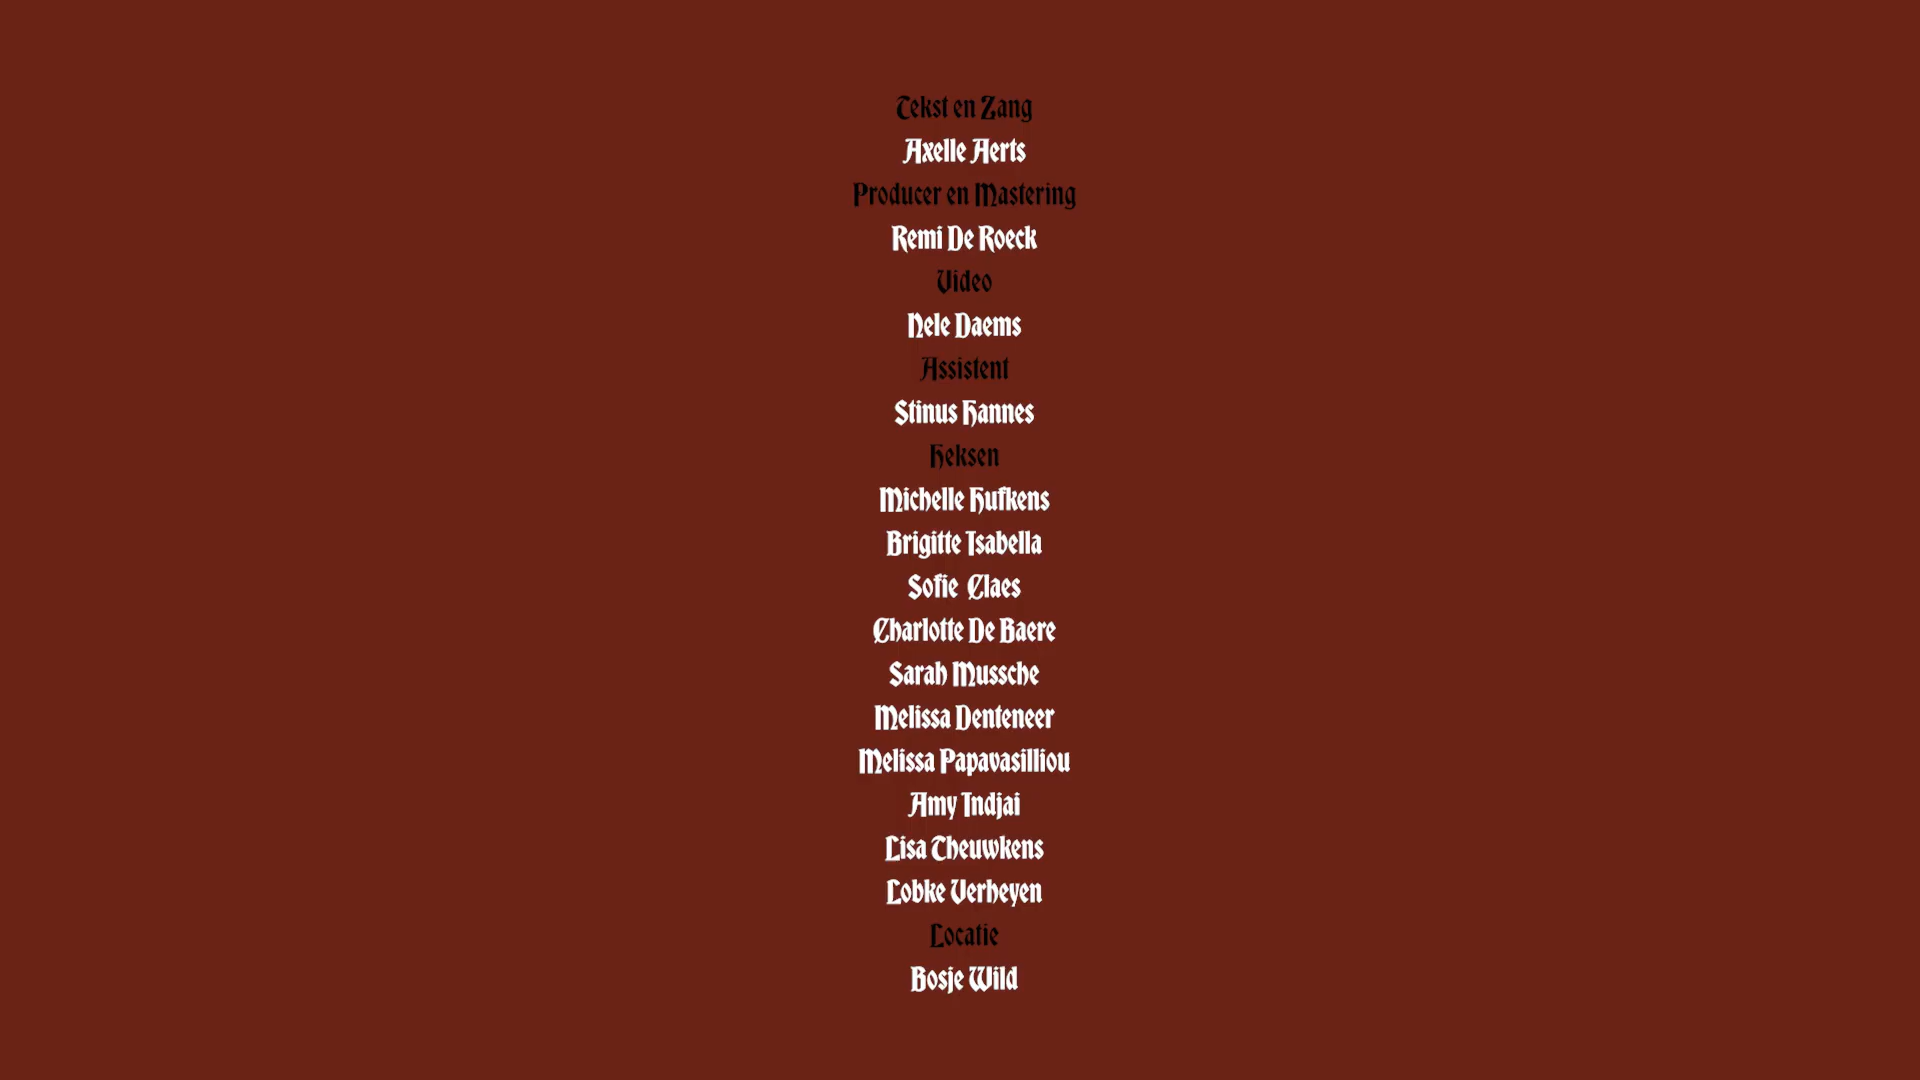 Tekst en Zang
Axelle Aerts
Producer en Mastering
Remi De Roeck
Video
Nele Daems
Assistent
Stinus Hannes
Heksen
Michelle Hufkens
Brigitte Isabella
Sofie Claes
Charlotte De Baere
Sarah Mussche
Melissa Denteneer
Melissa Papavasilliou
Amy Indjai
Lisa Theuwkens
Lobke Verheyen
Locatie
Bosje Wild